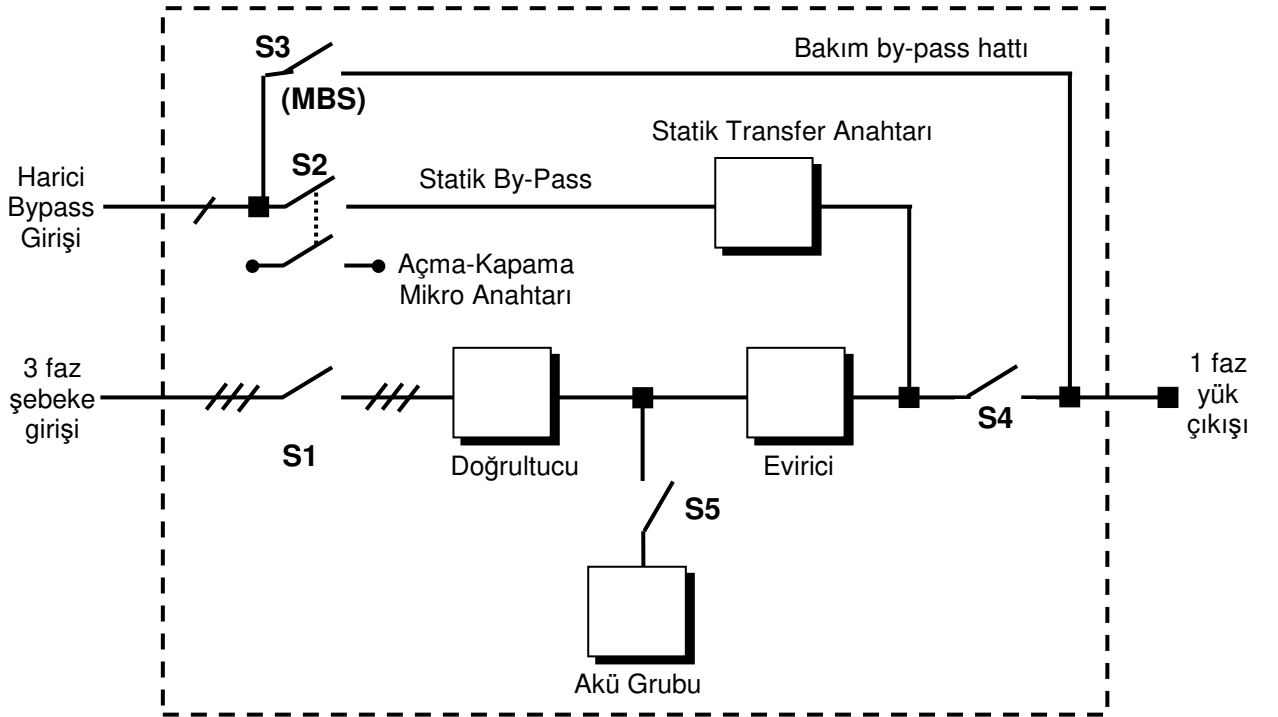 S3
(MBS)
Bakım by-pass hattı
Statik Transfer Anahtarı
S2
Statik By-Pass
Harici
Bypass
Girişi
Açma-Kapama
Mikro Anahtarı
3 faz
şebeke
girişi
S1
Doğrultucu
Evirici
S4
1 faz
yük
çıkışı
S5
Akü Grubu